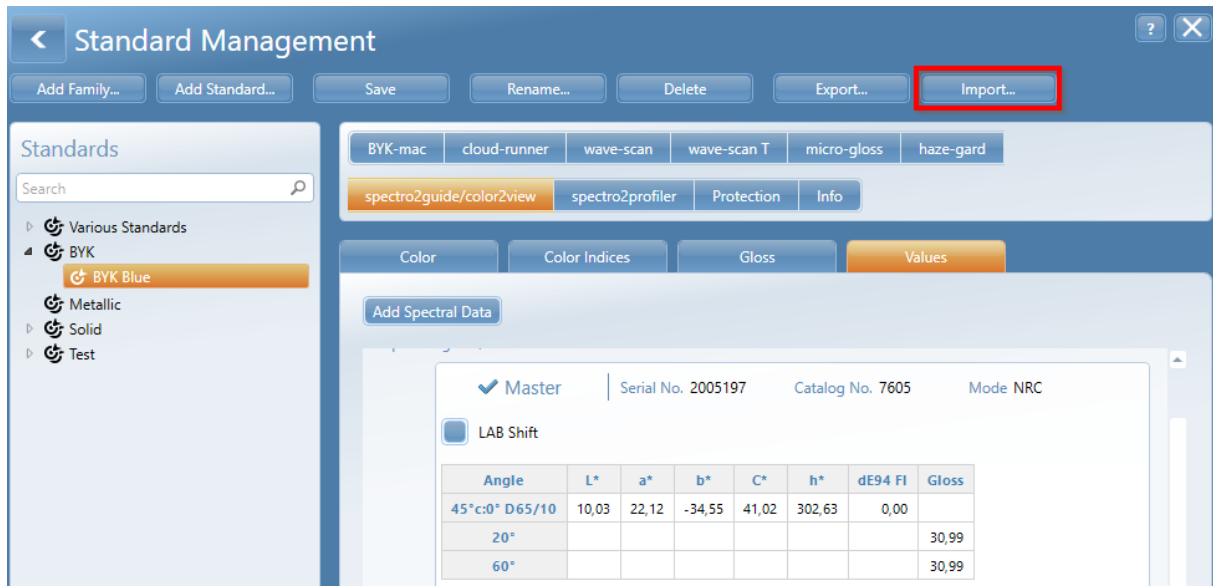 Standard Management
?
Add Family... Add Standard... Save Rename... Delete Export... Import...
Standards
Search
Various Standards
BYK
BYK Blue
Metallic
Solid
Test
BYK-mac cloud-runner wave-scan wave-scan T micro-gloss haze-gard
spectro2guide/color2view spectro2profiler Protection Info
Color Color Indices Gloss Values
Add Spectral Data
Master Serial No. 2005197 Catalog No. 7605 Mode NRC
LAB Shift
Angle L* a* b* C* h* dE94 Fl Gloss
45°c:0° D65/10 10,03 22,12 -34,55 41,02 302,63 0,00
20° 30,99
60° 30,99